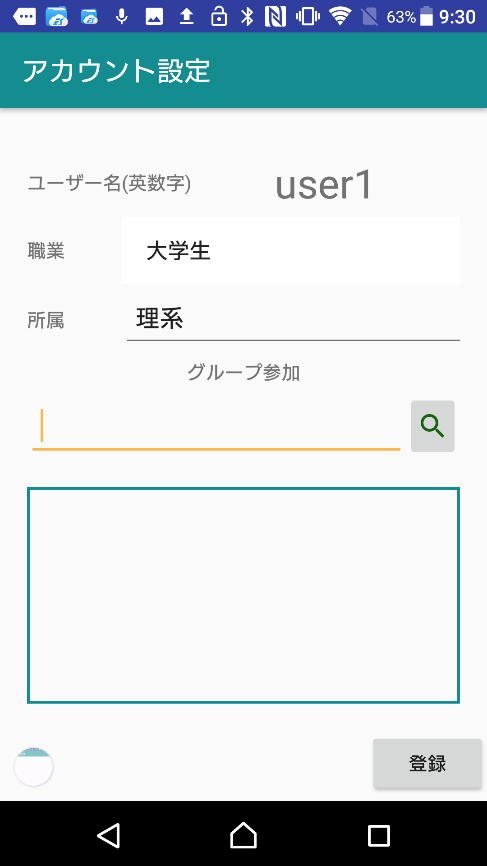 63% 9:30
アカウント設定
ユーザー名(英数字) user1
職業 大学生
所属 理系
グループ参加
登録